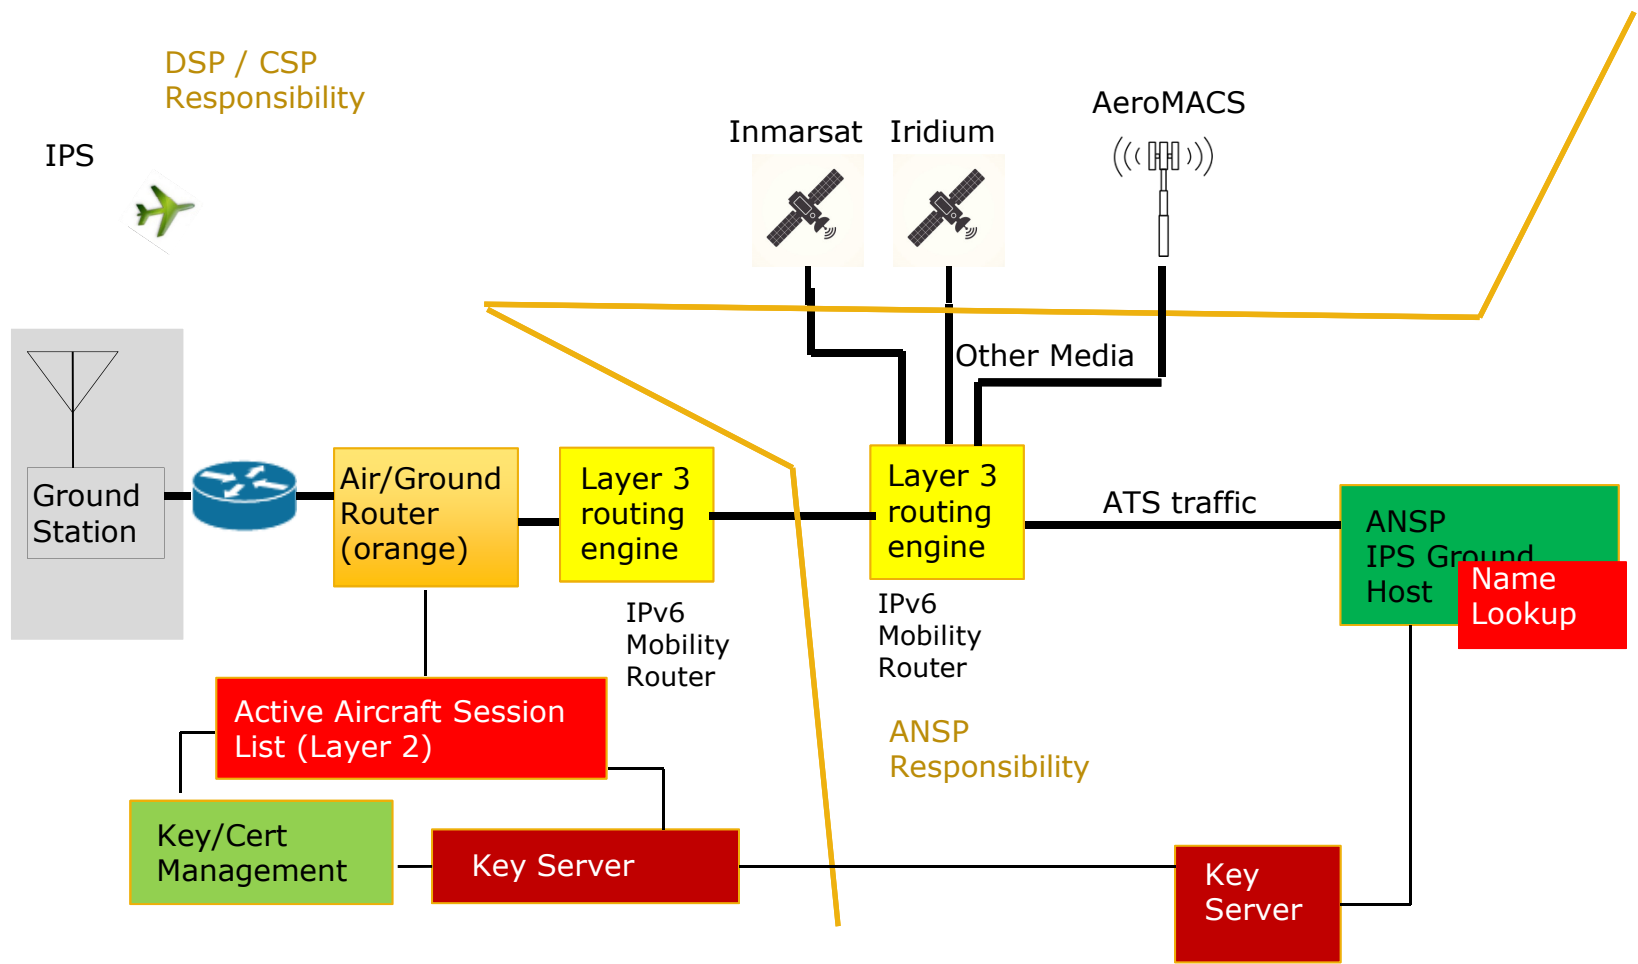 DSP / CSP
Responsibility
IPS
Inmarsat
Iridium
AeroMACS
Other Media
Ground
Station
Air/Ground
Router
(orange)
Layer 3
routing
engine
IPv6
Mobility
Router
Layer 3
routing
engine
IPv6
Mobility
Router
ATS traffic
ANSP
IPS Ground
Host
Name
Lookup
Active Aircraft Session
List (Layer 2)
ANSP
Responsibility
Key/Cert
Management
Key Server
Key
Server